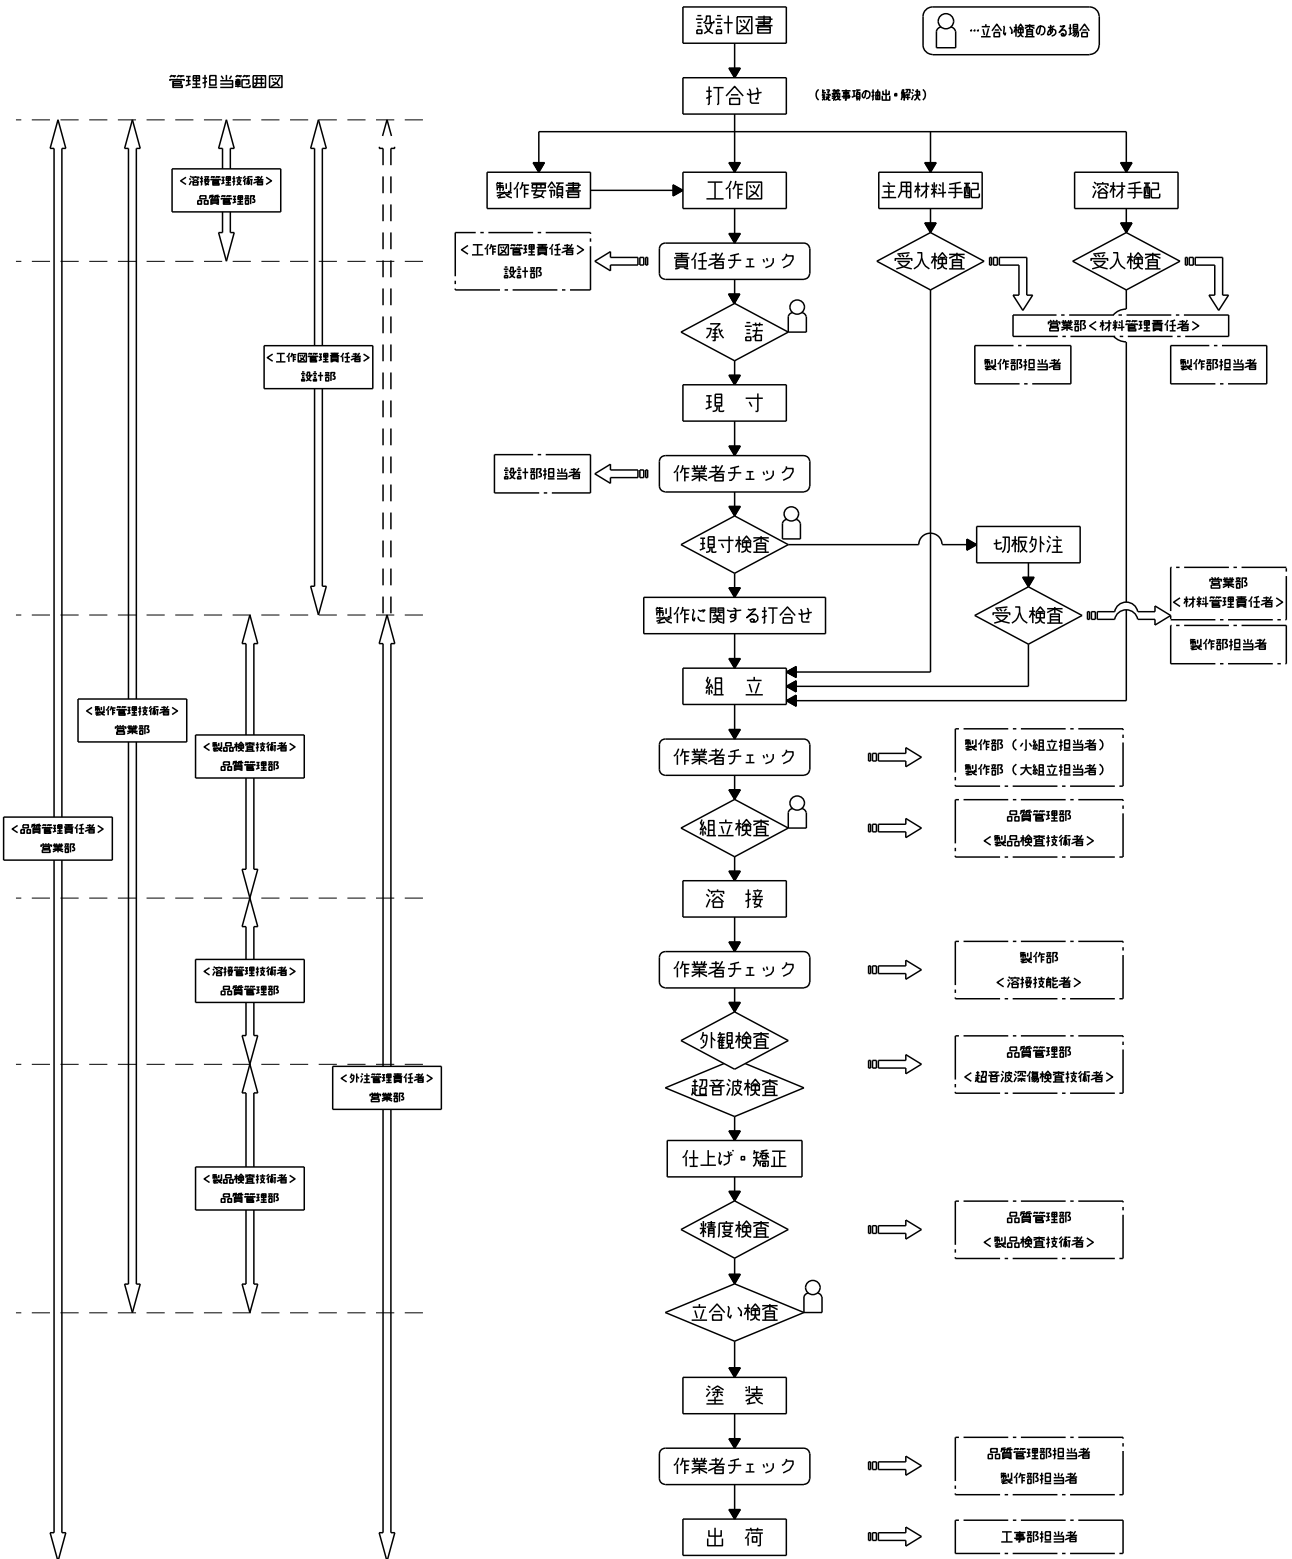 設計図書
…立合い検査のある場合
管理担当範囲図
打合せ
(疑義事項の抽出・解決)
<溶接管理技術者>
品質管理部
製作要領書
工作図
主用材料手配
溶材手配
<工作図管理責任者>
設計部
責任者チェック
受入検査
受入検査
承 諾
営業部<材料管理責任者>
製作部担当者
製作部担当者
<工作図管理責任者>
設計部
現 寸
設計部担当者
作業者チェック
現寸検査
切板外注
営業部
<材料管理責任者>
製作に関する打合せ
受入検査
製作部担当者
組 立
<製作管理技術者>
営業部
<製品検査技術者>
品質管理部
作業者チェック
製作部(小組立担当者)
製作部(大組立担当者)
<品質管理責任者>
営業部
組立検査
品質管理部
<製品検査技術者>
溶 接
<溶接管理技術者>
品質管理部
作業者チェック
製作部
<溶接技能者>
外観検査
超音波検査
品質管理部
<超音波深傷検査技術者>
<外注管理責任者>
営業部
仕上げ・矯正
<製品検査技術者>
品質管理部
精度検査
品質管理部
<製品検査技術者>
立合い検査
塗 装
作業者チェック
品質管理部担当者
製作部担当者
出 荷
工事部担当者